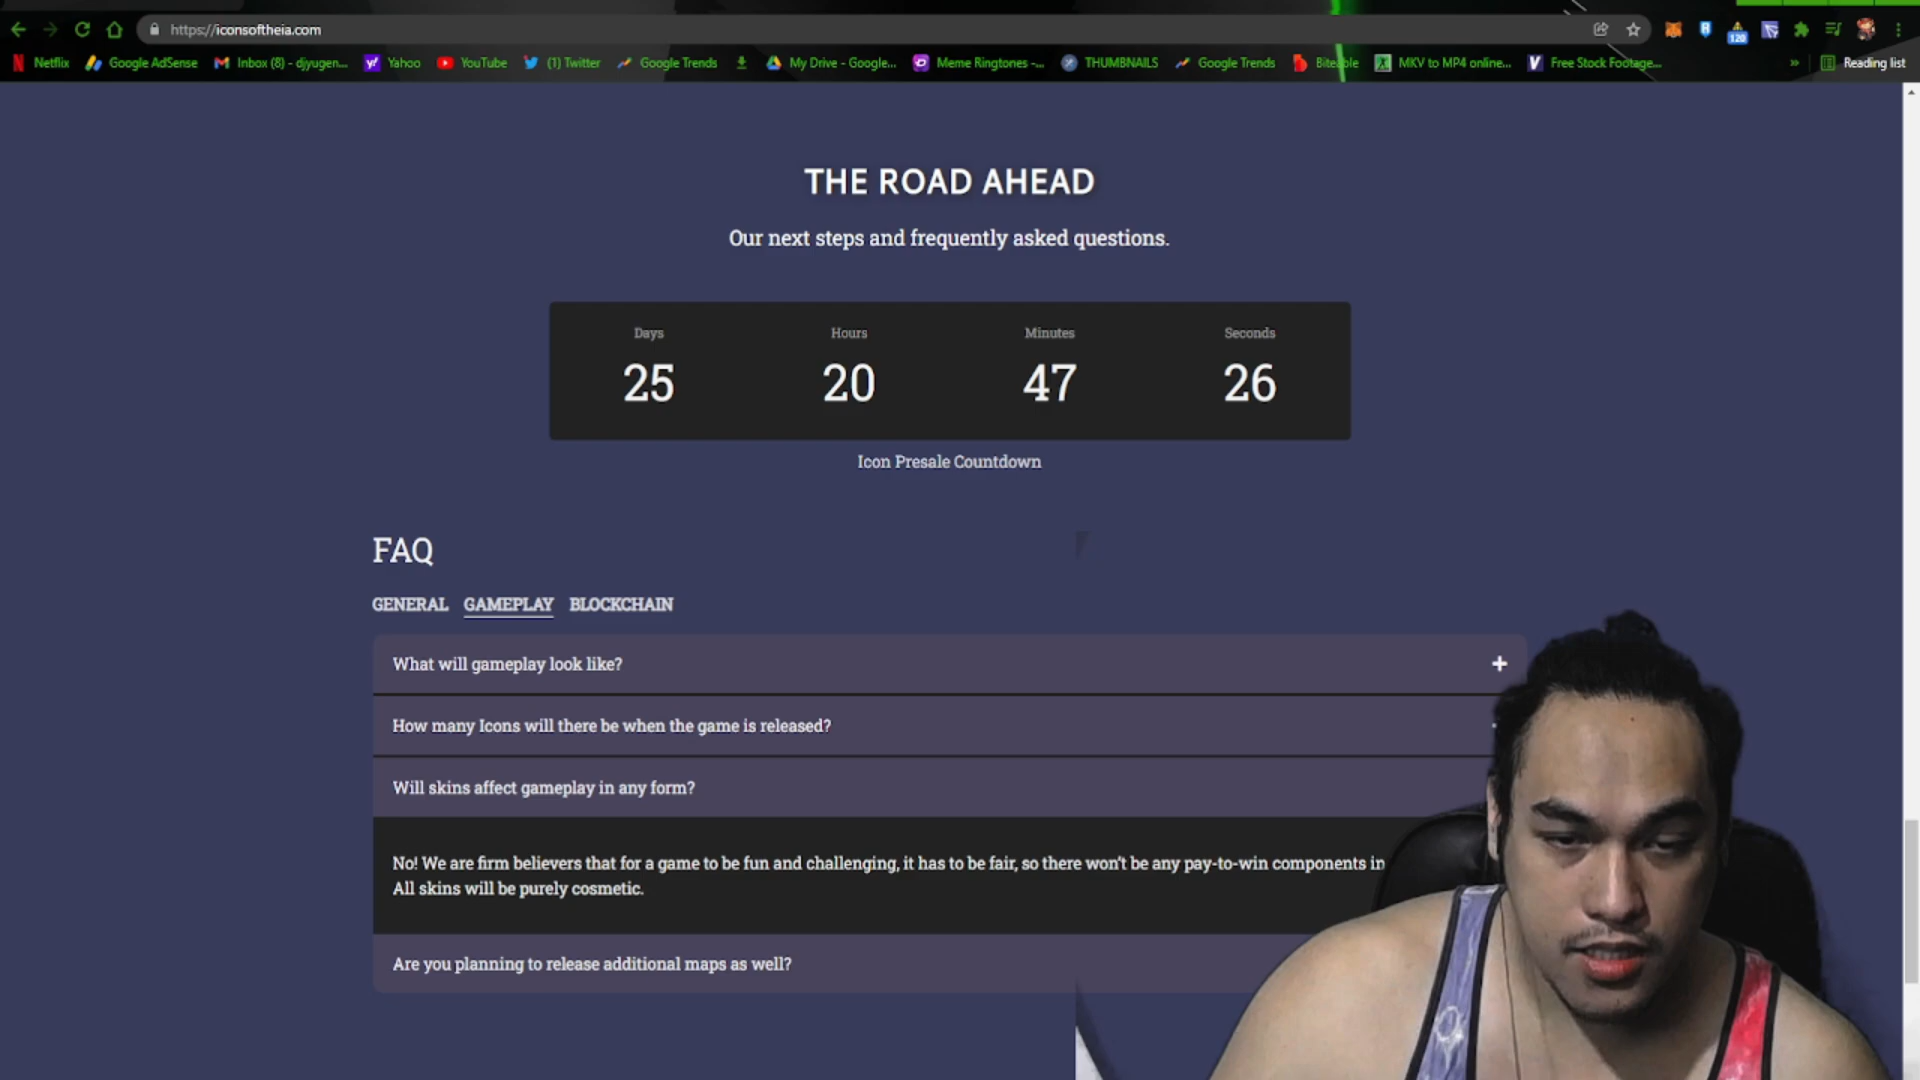 https://iconsoftheia.com
120
Netflix Google AdSense Inbox (8) - djyugen... Yahoo YouTube (1) Twitter Google Trends My Drive - Google... Meme Ringtones -... THUMBNAILS Google Trends Biteable MKV to MP4 online... Free Stock Footage... » Reading list
THE ROAD AHEAD
Our next steps and frequently asked questions.
Days Hours Minutes Seconds
25 20 47 26
Icon Presale Countdown
FAQ
GENERAL GAMEPLAY BLOCKCHAIN
What will gameplay look like? +
How many Icons will there be when the game is released?
Will skins affect gameplay in any form?
No! We are firm believers that for a game to be fun and challenging, it has to be fair, so there won't be any pay-to-win components in
All skins will be purely cosmetic.
Are you planning to release additional maps as well?